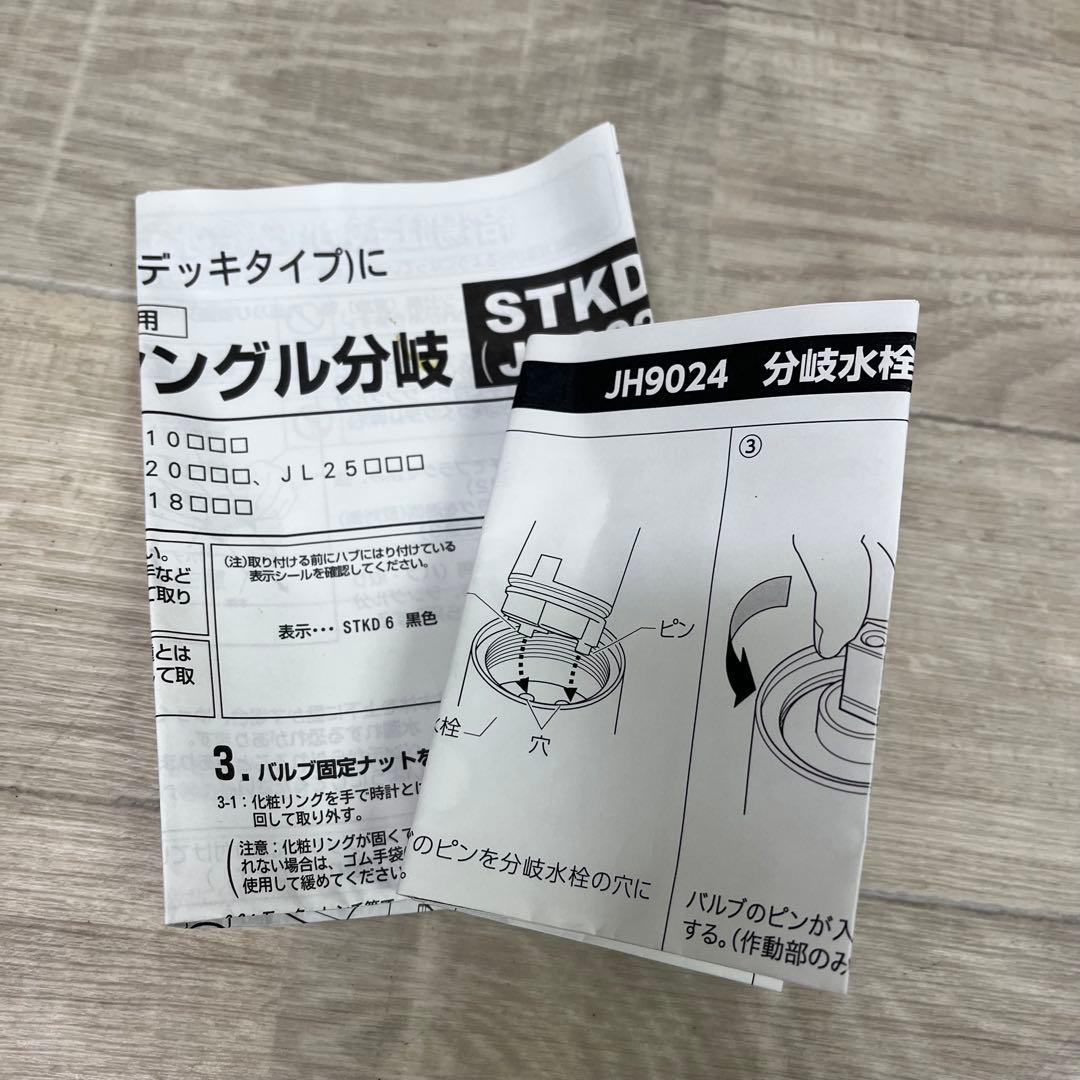 デッキタイプ)に
用
ングル分岐
STKD
(J
10□□□
20□□□、JL25□□□
18□□□
い。
手など
て取り
とは
て取
(注)取り付ける前にハブにはり付けている
表示シールを確認してください。
表示・・・ STKD6 黒色
3. バルブ固定ナットを
3-1:化粧リングを手で時計とは
回して取り外す。
注意:化粧リングが固くて
れない場合は、ゴム手袋
使用して緩めてください。
JH9024 分岐水栓
③
ピン
栓
穴
のピンを分岐水栓の穴に
バルブのピンが入
する。(作動部のみ